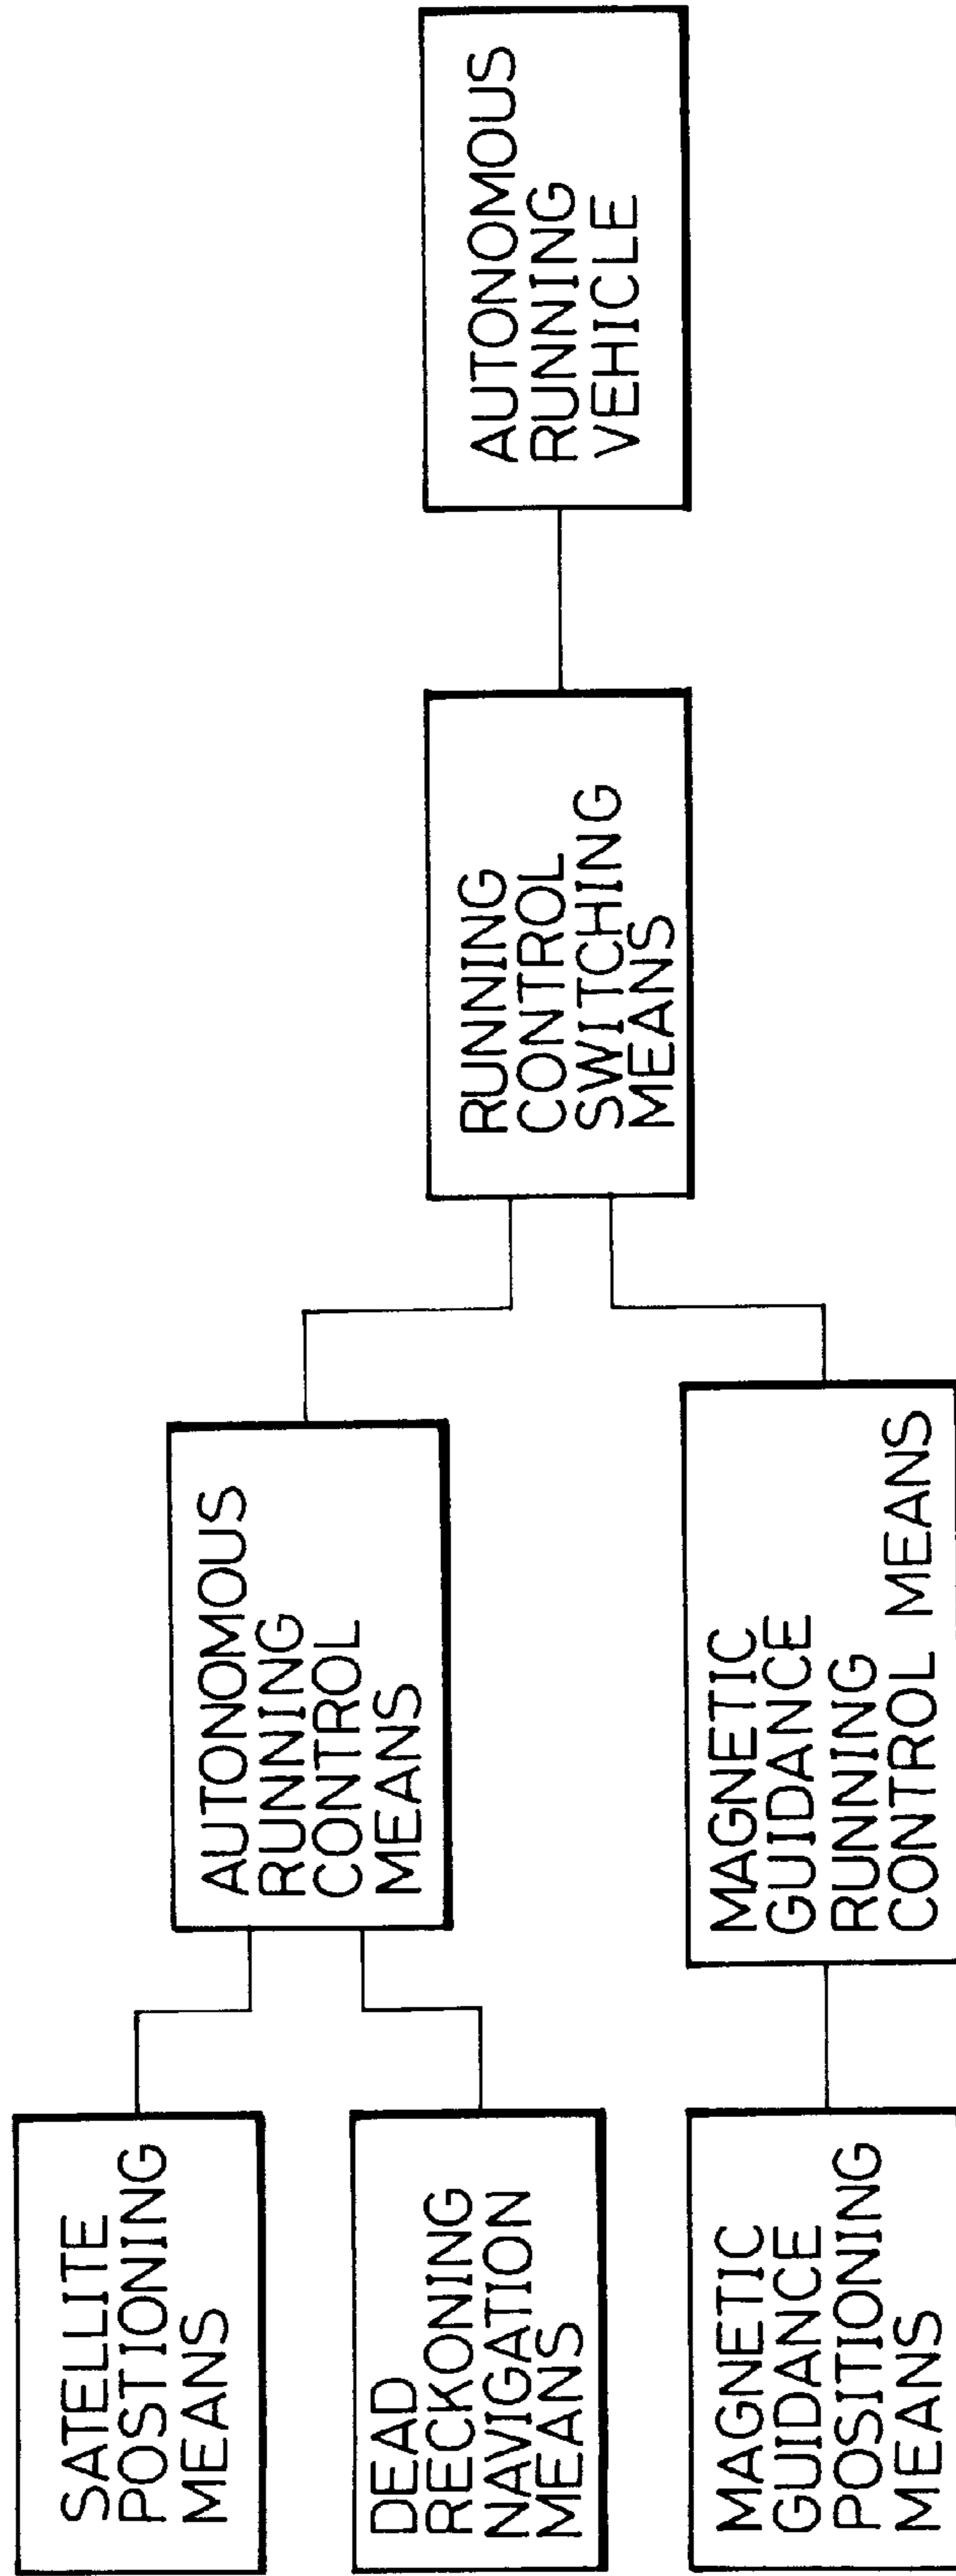 SATELLITE
POSTIONING
MEANS
DEAD
RECKONING
NAVIGATION
MEANS
MAGNETIC
GUIDANCE
POSITIONING
MEANS
AUTONOMOUS
RUNNING
CONTROL
MEANS
MAGNETIC
GUIDANCE
RUNNING
CONTROL MEANS
RUNNING
CONTROL
SWITCHING
MEANS
AUTONOMOUS
RUNNING
VEHICLE